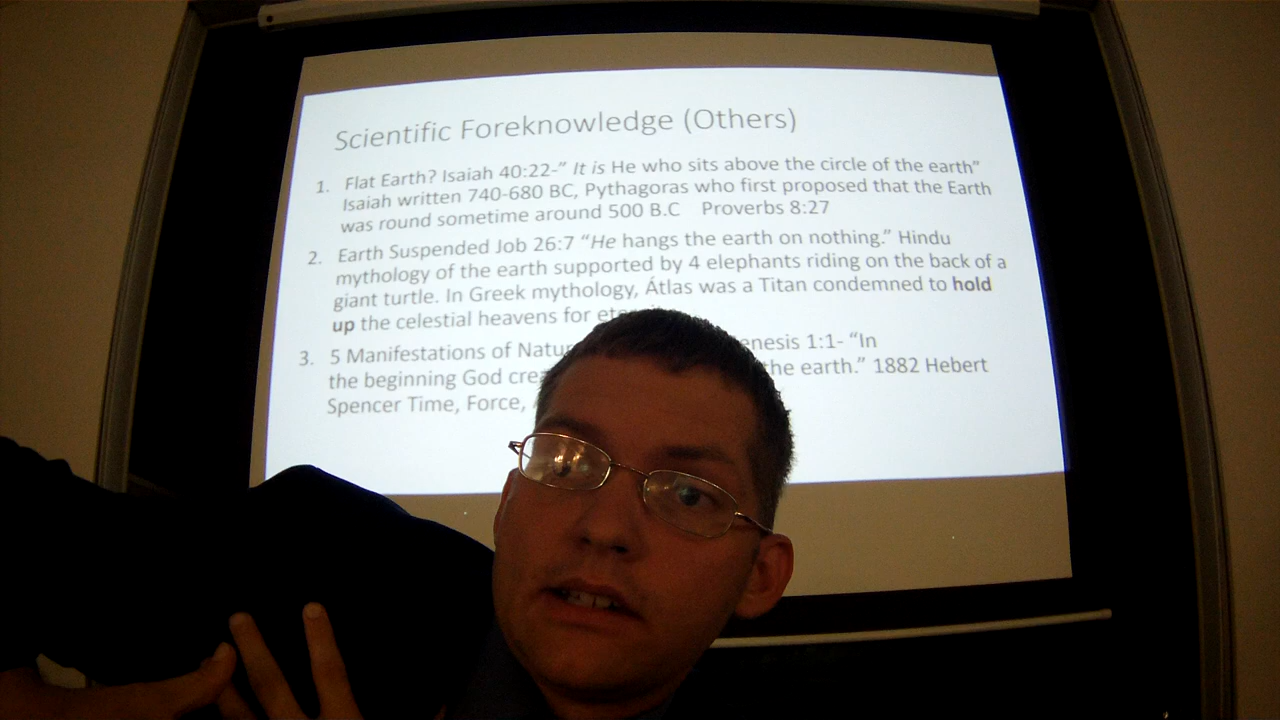 Scientific Foreknowledge (Others)
1. Flat Earth? Isaiah 40:22-” It is He who sits above the circle of the earth”
Isaiah written 740-680 BC, Pythagoras who first proposed that the Earth
was round sometime around 500 B.C Proverbs 8:27
2. Earth Suspended Job 26:7 “He hangs the earth on nothing.” Hindu
mythology of the earth supported by 4 elephants riding on the back of a
giant turtle. In Greek mythology, Átlas was a Titan condemned to hold
up the celestial heavens for
3. 5 Manifestations of 1:1- “In
the beginning God the earth.” 1882 Hebert
Spencer Time, Force,